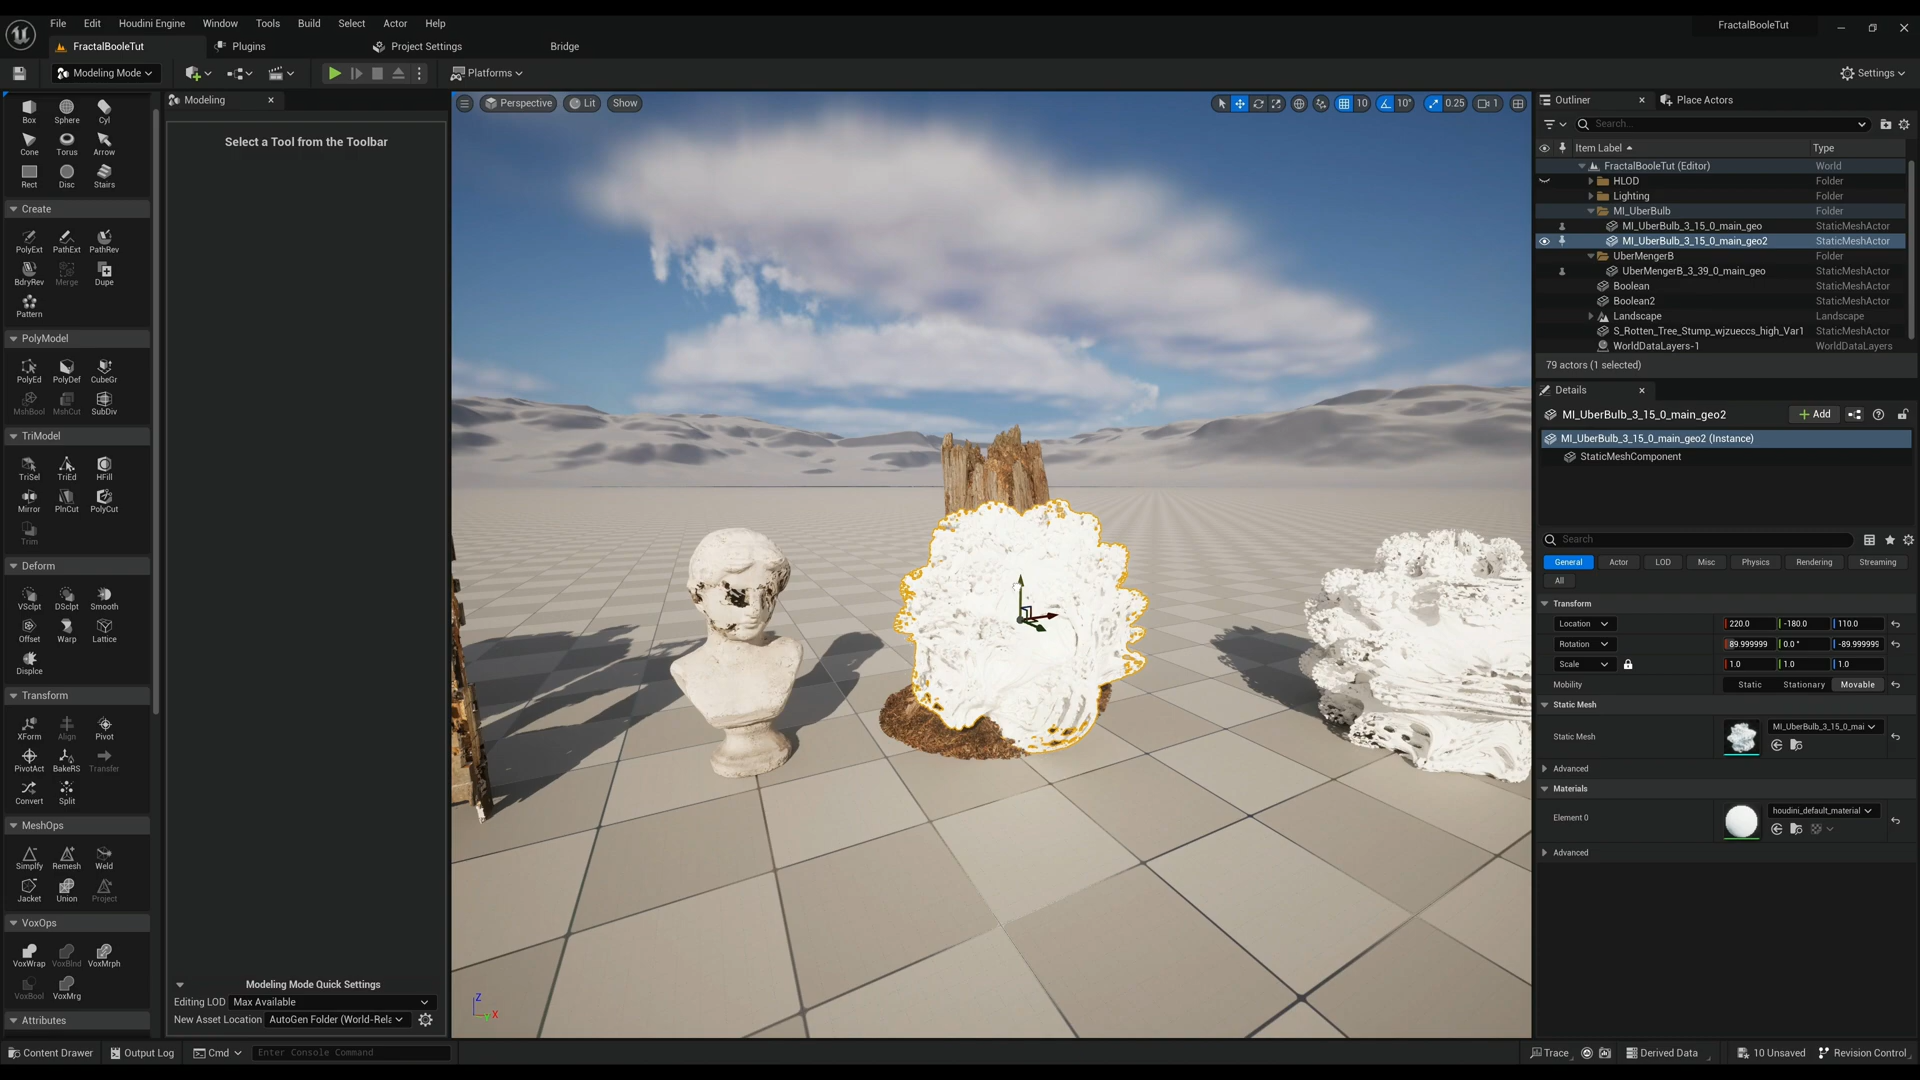 File Edit Houdini Engine Window Tools Build Select Actor Help
FractalBooleTut
FractalBooleTut Plugins Project Settings Bridge
Modeling Mode Platforms Settings
Modeling
Select a Tool from the Toolbar
Box Sphere Cyl
Cone Torus Arrow
Rect Disc Stairs
Create
PolyExt PathExt PathRev
BdryRev Merge Dupe
Pattern
PolyModel
PolyEd PolyDef CubeGr
MshBool MshCut SubDiv
TriModel
TriSel TriEd HFill
Mirror PlnCut PolyCut
Trim
Deform
VSclpt DSclpt Smooth
Offset Warp Lattice
Displce
Transform
XForm Align Pivot
PivotAct BakeRS Transfer
Convert Split
MeshOps
Simplfy Remesh Weld
Jacket Union Project
VoxOps
VoxWrap VoxBlnd VoxMrph
VoxBool VoxMrg
Attributes
Modeling Mode Quick Settings
Editing LOD Max Available
New Asset Location AutoGen Folder (World-Rela
Perspective Lit Show
10 10° 0.25 1
Z
X
Outliner Place Actors
Search...
Item Label Type
FractalBooleTut (Editor) World
HLOD Folder
Lighting Folder
MI_UberBulb Folder
MI_UberBulb_3_15_0_main_geo StaticMeshActor
MI_UberBulb_3_15_0_main_geo2 StaticMeshActor
UberMengerB Folder
UberMengerB_3_39_0_main_geo StaticMeshActor
Boolean StaticMeshActor
Boolean2 StaticMeshActor
Landscape Landscape
S_Rotten_Tree_Stump_wjzueccs_high_Var1 StaticMeshActor
WorldDataLayers-1 WorldDataLayers
79 actors (1 selected)
Details
MI_UberBulb_3_15_0_main_geo2 Add
MI_UberBulb_3_15_0_main_geo2 (Instance)
StaticMeshComponent
Search
General Actor LOD Misc Physics Rendering Streaming
All
Transform
Location 220.0 -180.0 110.0
Rotation 89.999999 0.0 ° -89.999999
Scale 1.0 1.0 1.0
Mobility Static Stationary Movable
Static Mesh
Static Mesh MI_UberBulb_3_15_0_mai
Advanced
Materials
Element 0 houdini_default_material
Advanced
Content Drawer Output Log Cmd Enter Console Command Trace Derived Data 10 Unsaved Revision Control